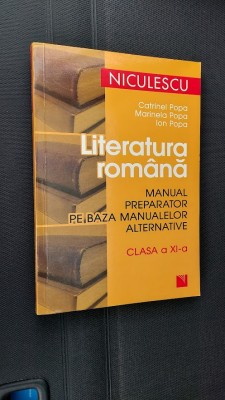 NICULESCU
Catrinel Popa
Marinela Popa
Ion Popa
Literatura
română
MANUAL
PREPARATOR
PE BAZA MANUALELOR
ALTERNATIVE
CLASA a XI-a